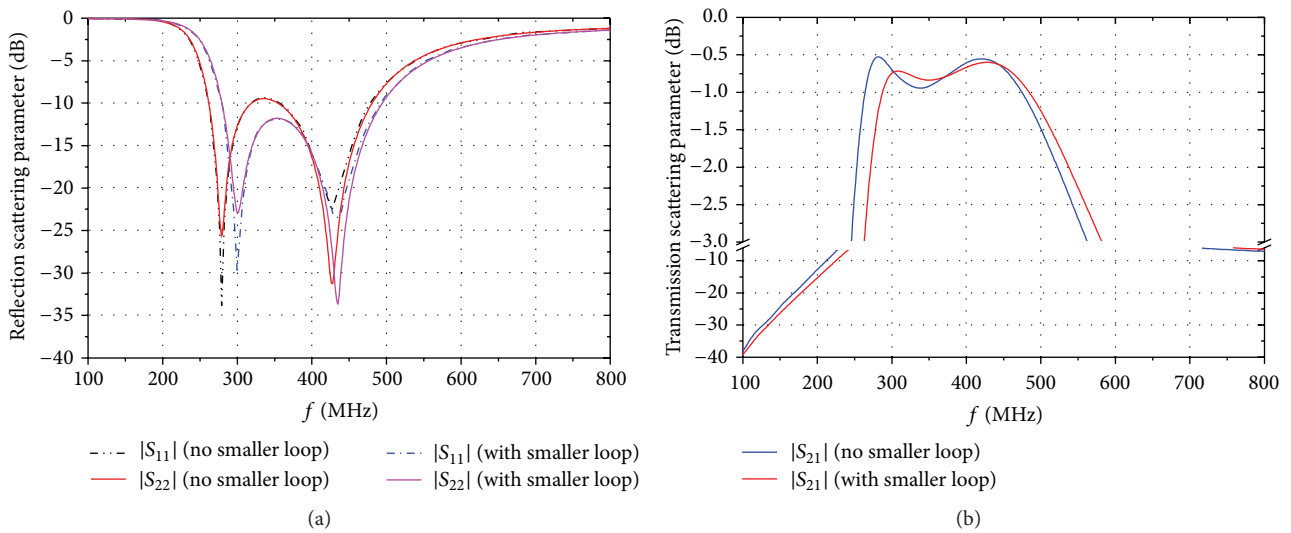 Reflection scattering parameter (dB)
0
−5
−10
−15
−20
−25
−30
−35
−40
100 200 300 400 500 600 700 800
f (MHz)
|S11| (no smaller loop)
|S22| (no smaller loop)
|S11| (with smaller loop)
|S22| (with smaller loop)
(a)
Transmission scattering parameter (dB)
0.0
−0.5
−1.0
−1.5
−2.0
−2.5
−3.0
−10
−20
−30
−40
100 200 300 400 500 600 700 800
f (MHz)
|S21| (no smaller loop)
|S21| (with smaller loop)
(b)